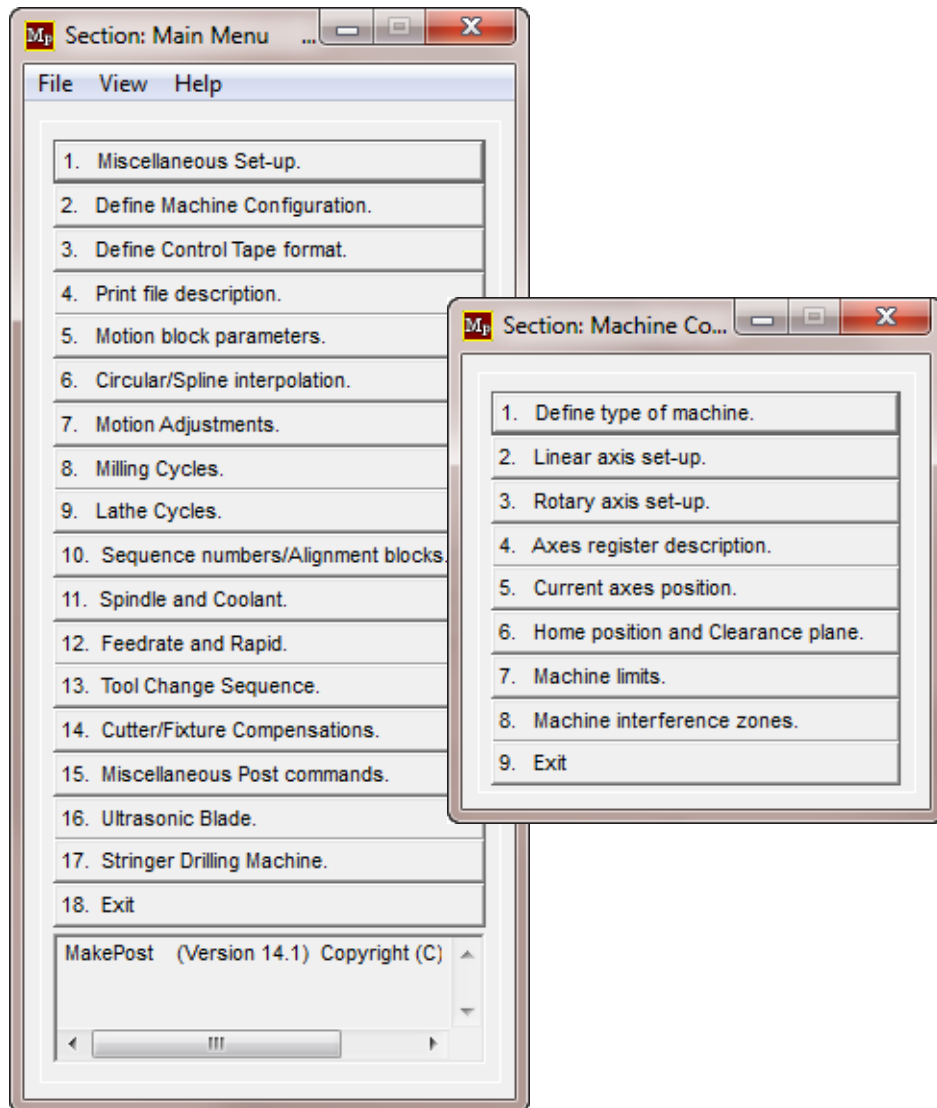 Mp Section: Main Menu ...
File View Help
1. Miscellaneous Set-up.
2. Define Machine Configuration.
3. Define Control Tape format.
4. Print file description.
5. Motion block parameters.
6. Circular/Spline interpolation.
7. Motion Adjustments.
8. Milling Cycles.
9. Lathe Cycles.
10. Sequence numbers/Alignment blocks.
11. Spindle and Coolant.
12. Feedrate and Rapid.
13. Tool Change Sequence.
14. Cutter/Fixture Compensations.
15. Miscellaneous Post commands.
16. Ultrasonic Blade.
17. Stringer Drilling Machine.
18. Exit
MakePost (Version 14.1) Copyright (C)
Mp Section: Machine Co...
1. Define type of machine.
2. Linear axis set-up.
3. Rotary axis set-up.
4. Axes register description.
5. Current axes position.
6. Home position and Clearance plane.
7. Machine limits.
8. Machine interference zones.
9. Exit